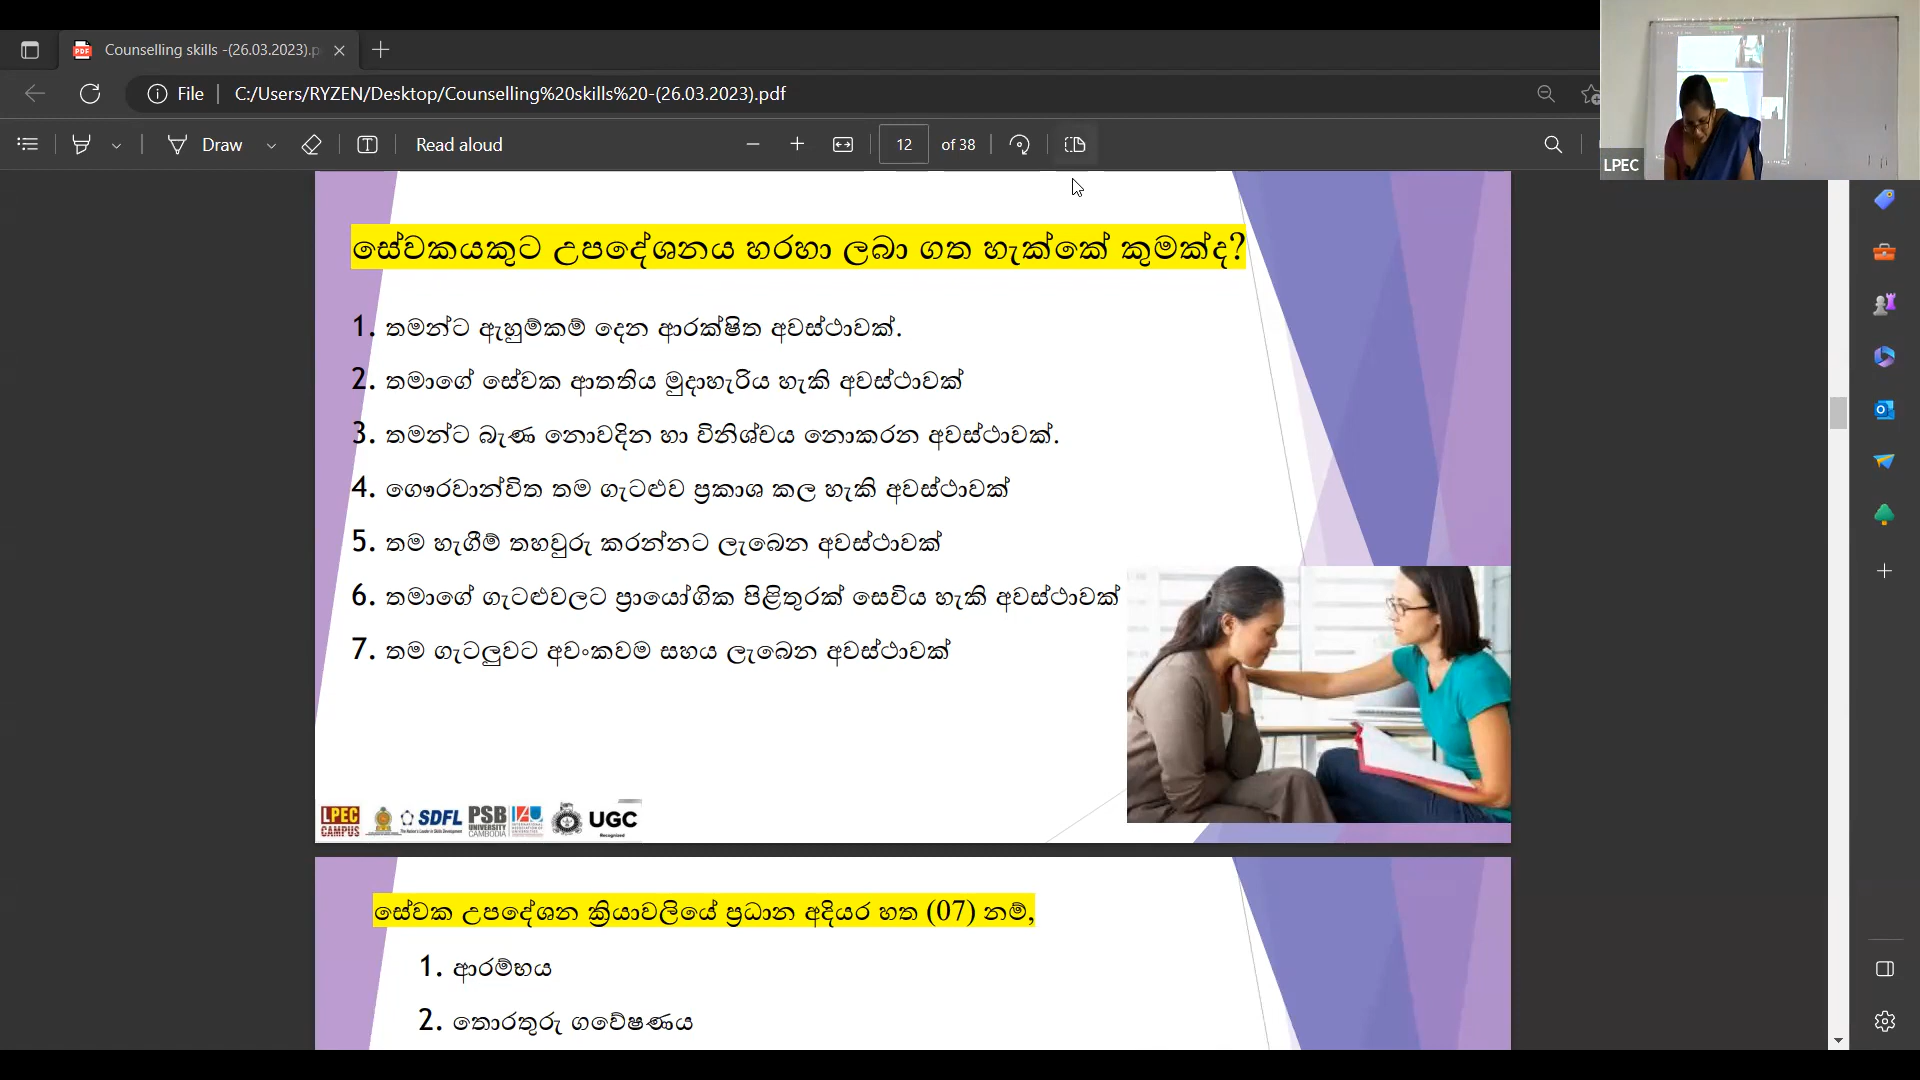 Counselling skills -(26.03.2023).p
File
C:/Users/RYZEN/Desktop/Counselling%20skills%20-(26.03.2023).pdf
Draw
Read aloud
12 of 38
LPEC
සේවකයකුට උපදේශනය හරහා ලබා ගත හැක්කේ කුමක්ද?
1. තමන්ට ඇහුම්කම් දෙන ආරක්ෂිත අවස්ථාවක්.
2. තමාගේ සේවක ආතතිය මුදාහැරිය හැකි අවස්ථාවක්
3. තමන්ට බැණ නොවදින හා විනිශ්චය නොකරන අවස්ථාවක්.
4. ගෞරවාන්විත තම ගැටළුව ප්‍රකාශ කල හැකි අවස්ථාවක්
5. තම හැගීම් තහවුරු කරන්නට ලැබෙන අවස්ථාවක්
6. තමාගේ ගැටළුවලට ප්‍රායෝගික පිළිතුරක් සෙවිය හැකි අවස්ථාවක්
7. තම ගැටලුවට අවංකවම සහය ලැබෙන අවස්ථාවක්
LPEC CAMPUS SDFL PSB UNIVERSITY CAMBODIA IAU UGC
Recognized
සේවක උපදේශන ක්‍රියාවලියේ ප්‍රධාන අදියර හත (07) නම්,
1. ආරම්භය
2. තොරතුරු ගවේෂණය